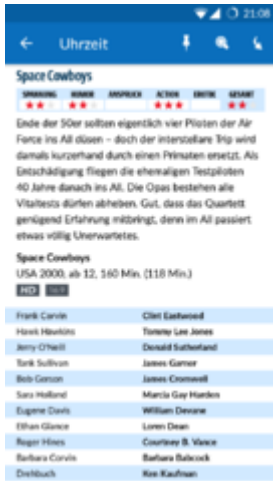 21:08
Uhrzeit
Space Cowboys
SPANNUNG HUMOR ANSPRUCH ACTION EROTIK GESAMT
Ende der 50er sollten eigentlich vier Piloten der Air
Force ins All düsen – doch der interstellare Trip wird
damals kurzerhand durch einen Primaten ersetzt. Als
Entschädigung fliegen die ehemaligen Testpiloten
40 Jahre danach ins All. Die Opas bestehen alle
Vitaltests dürfen abheben. Gut, dass das Quartett
genügend Erfahrung mitbringt, denn im All passiert
etwas völlig Unerwartetes.
Space Cowboys
USA 2000, ab 12, 160 Min. (118 Min.)
HD
Frank Corvin Clint Eastwood
Hawk Hawkins Tommy Lee Jones
Jerry O'Neill Donald Sutherland
Tank Sullivan James Garner
Bob Gerson James Cromwell
Sara Holland Marcia Gay Harden
Eugene Davis William Devane
Ethan Glance Loren Dean
Roger Hines Courtney B. Vance
Barbara Corvin Barbara Babcock
Drehbuch Ken Kaufman